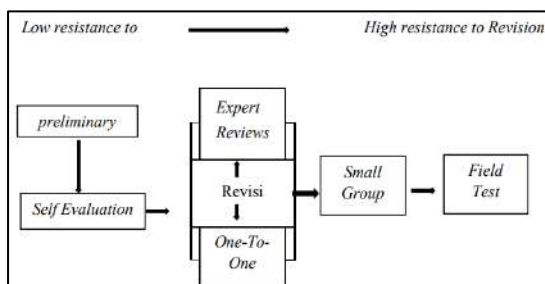 Low resistance to
High resistance to Revision
preliminary
Self Evaluation
Expert
Reviews
Revisi
One-To-
One
Small
Group
Field
Test